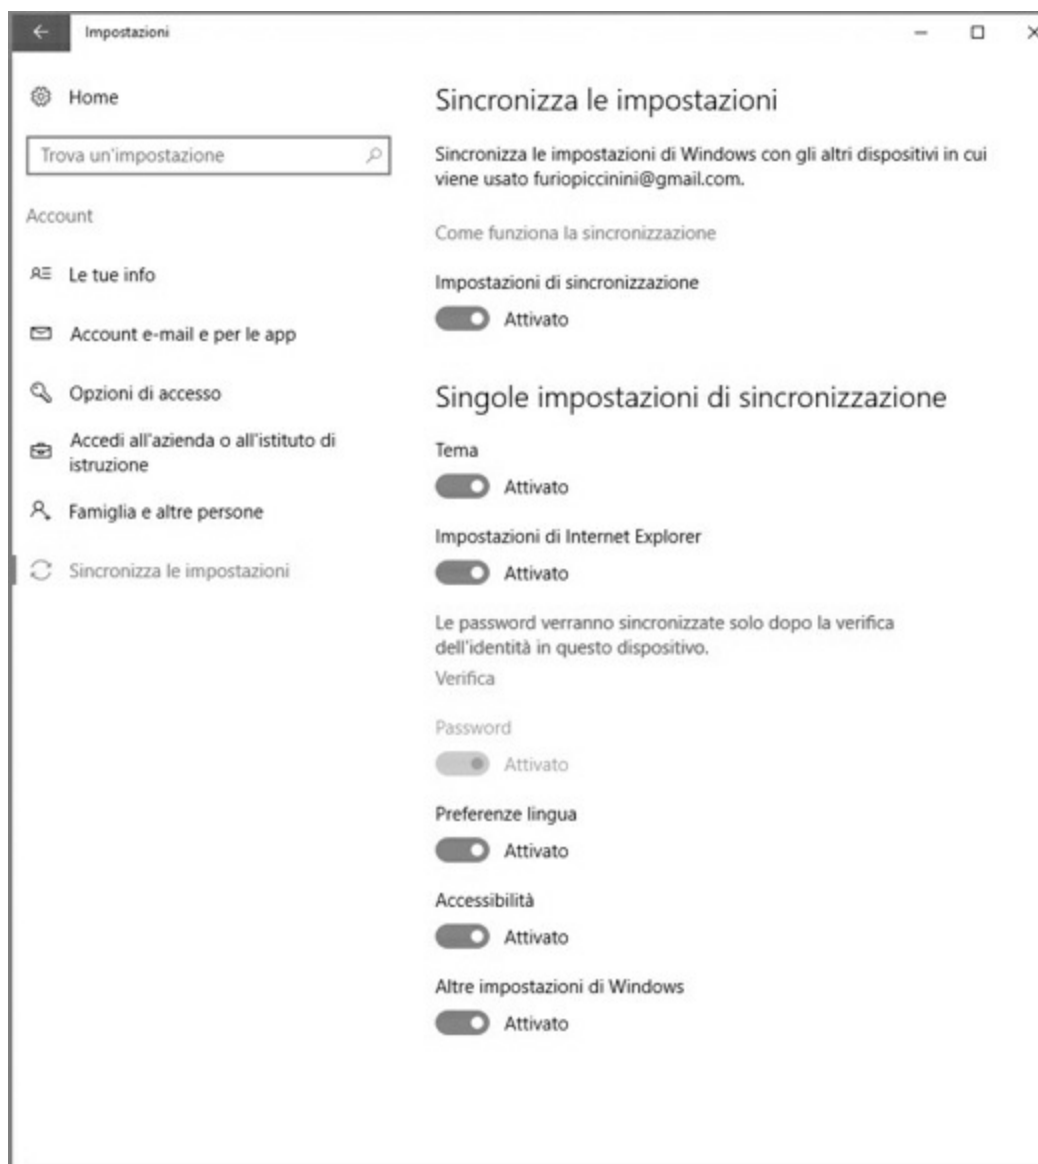 Impostazioni
Home
Trova un'impostazione
Account
Le tue info
Account e-mail e per le app
Opzioni di accesso
Accedi all'azienda o all'istituto di
istruzione
Famiglia e altre persone
Sincronizza le impostazioni
Sincronizza le impostazioni
Sincronizza le impostazioni di Windows con gli altri dispositivi in cui
viene usato furiopiccinini@gmail.com.
Come funziona la sincronizzazione
Impostazioni di sincronizzazione
Attivato
Singole impostazioni di sincronizzazione
Tema
Attivato
Impostazioni di Internet Explorer
Attivato
Le password verranno sincronizzate solo dopo la verifica
dell'identità in questo dispositivo.
Verifica
Password
Attivato
Preferenze lingua
Attivato
Accessibilità
Attivato
Altre impostazioni di Windows
Attivato